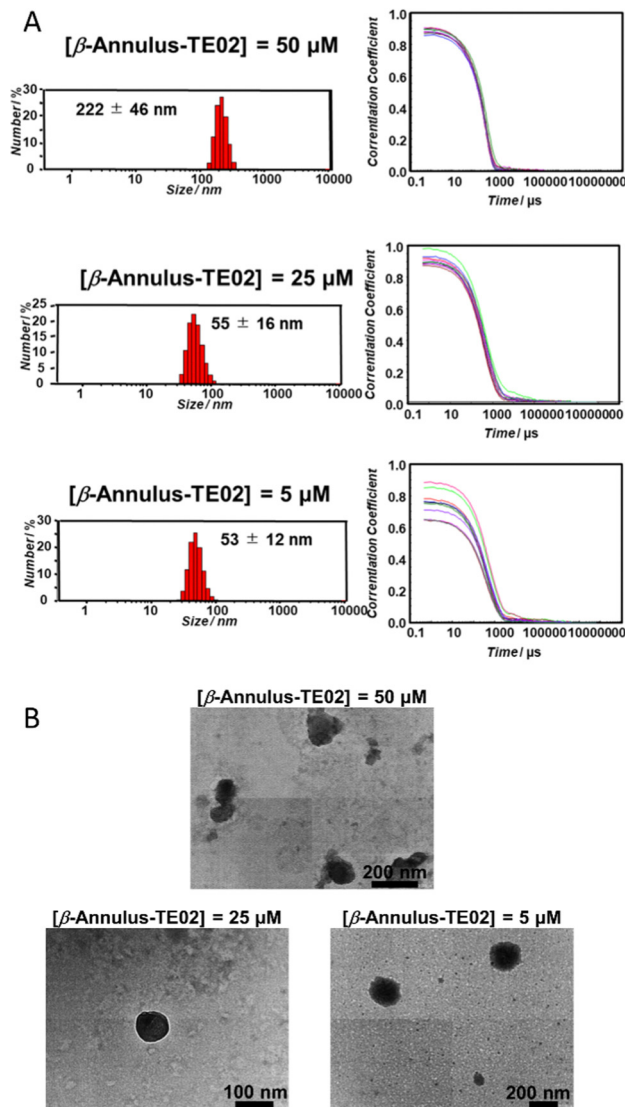 A
[β-Annulus-TE02] = 50 μM
222 ± 46 nm
Number/ %
30
20
10
0
1 10 100 1000 10000
Size/ nm
Correntlation Coefficient
1.0
0.8
0.6
0.4
0.2
0.0
0.1 10 1000 100000 10000000
Time/ μs
[β-Annulus-TE02] = 25 μM
55 ± 16 nm
Number/ %
25
20
15
10
5
0
1 10 100 1000 10000
Size/ nm
Correntlation Coefficient
1.0
0.8
0.6
0.4
0.2
0.0
0.1 10 1000 100000 10000000
Time/ μs
[β-Annulus-TE02] = 5 μM
53 ± 12 nm
Number/ %
30
20
10
0
1 10 100 1000 10000
Size/ nm
Correntlation Coefficient
1.0
0.8
0.6
0.4
0.2
0.0
0.1 10 1000 100000 10000000
Time/ μs
B
[β-Annulus-TE02] = 50 μM
200 nm
[β-Annulus-TE02] = 25 μM
100 nm
[β-Annulus-TE02] = 5 μM
200 nm